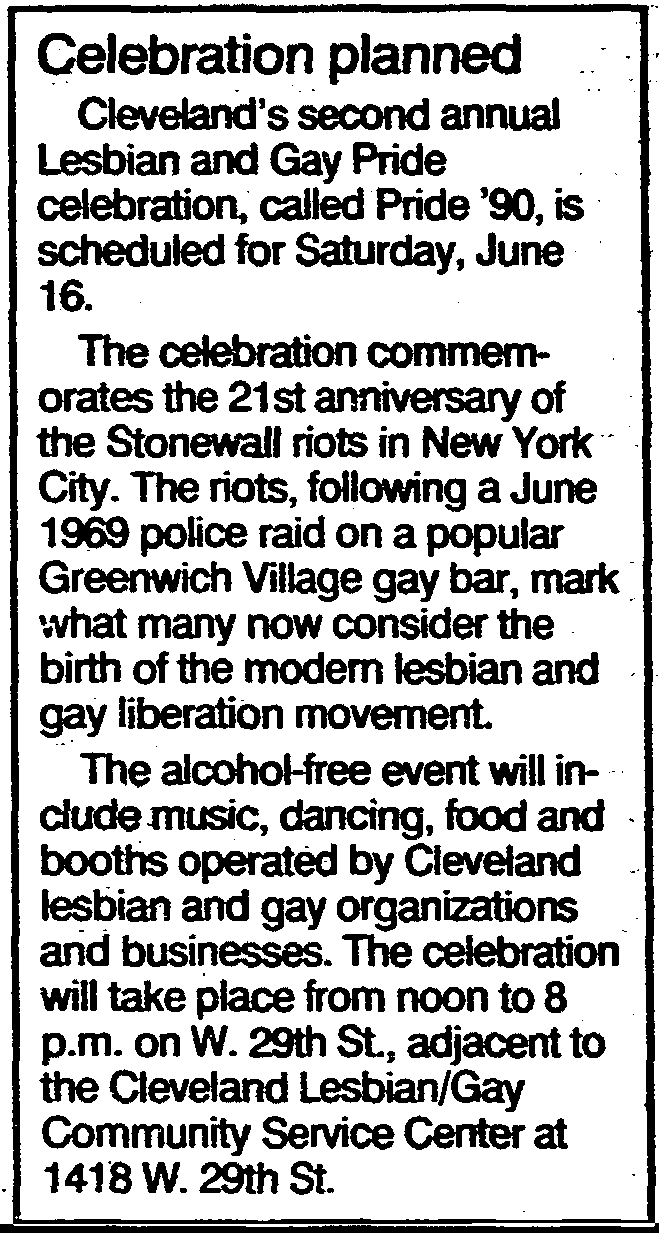 Celebration planned
Cleveland's second annual
Lesbian and Gay Pride
celebration, called Pride '90, is
scheduled for Saturday, June
16.
The celebration commem-
orates the 21st anniversary of
the Stonewall riots in New York
City. The riots, following a June
1969 police raid on a popular
Greenwich Village gay bar, mark
what many now consider the
birth of the modern lesbian and
gay liberation movement.
The alcohol-free event will in-
clude music, dancing, food and
booths operated by Cleveland
lesbian and gay organizations
and businesses. The celebration
will take place from noon to 8
p.m. on W. 29th St., adjacent to
the Cleveland Lesbian/Gay
Community Service Center at
1418 W. 29th St.